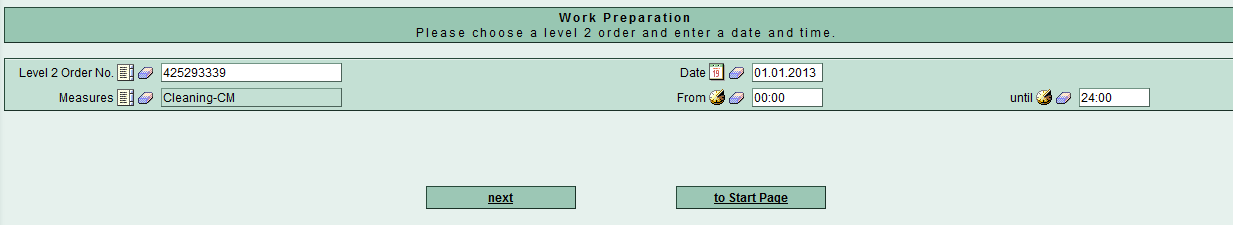 Work Preparation
Please choose a level 2 order and enter a date and time.
Level 2 Order No. 425293339 Date 19 01.01.2013
Measures Cleaning-CM From 00:00 until 24:00
next to Start Page